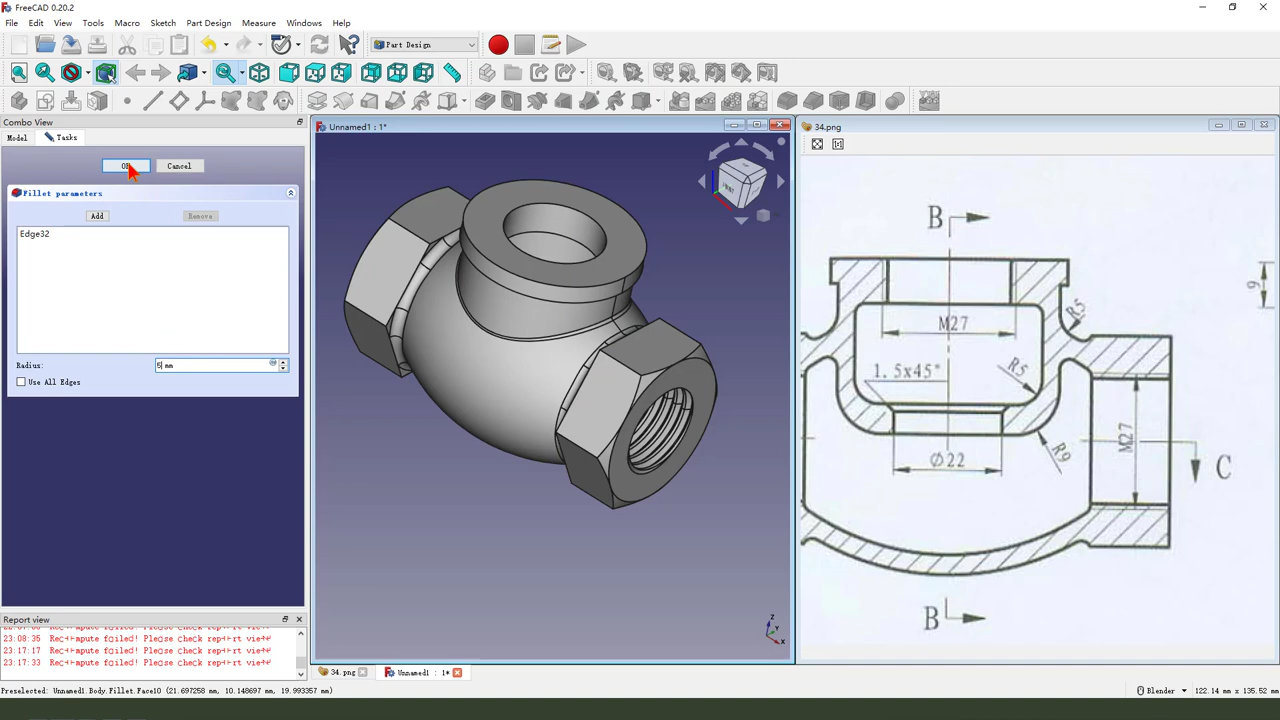 FreeCAD 0.20.2
File Edit View Tools Macro Sketch Part Design Measure Windows Help
Part Design
Combo View
Model Tasks
Cancel
Fillet parameters
Add Remove
Edge32
Radius: 5 mm
Use All Edges
Report view
23:08:35
23:17:17
23:17:33
Unnamed1 : 1*
FRONT
Z
Y
X
34.png
B
9
R5
M27
1.5x45°
R5
M27
Ø22
R9
C
B
34.png Unnamed1 : 1*
Preselected: Unnamed1.Body.Fillet.Face10 (21.697258 mm, 10.148697 mm, 19.993357 mm) Blender 122.14 mm × 135.52 mm